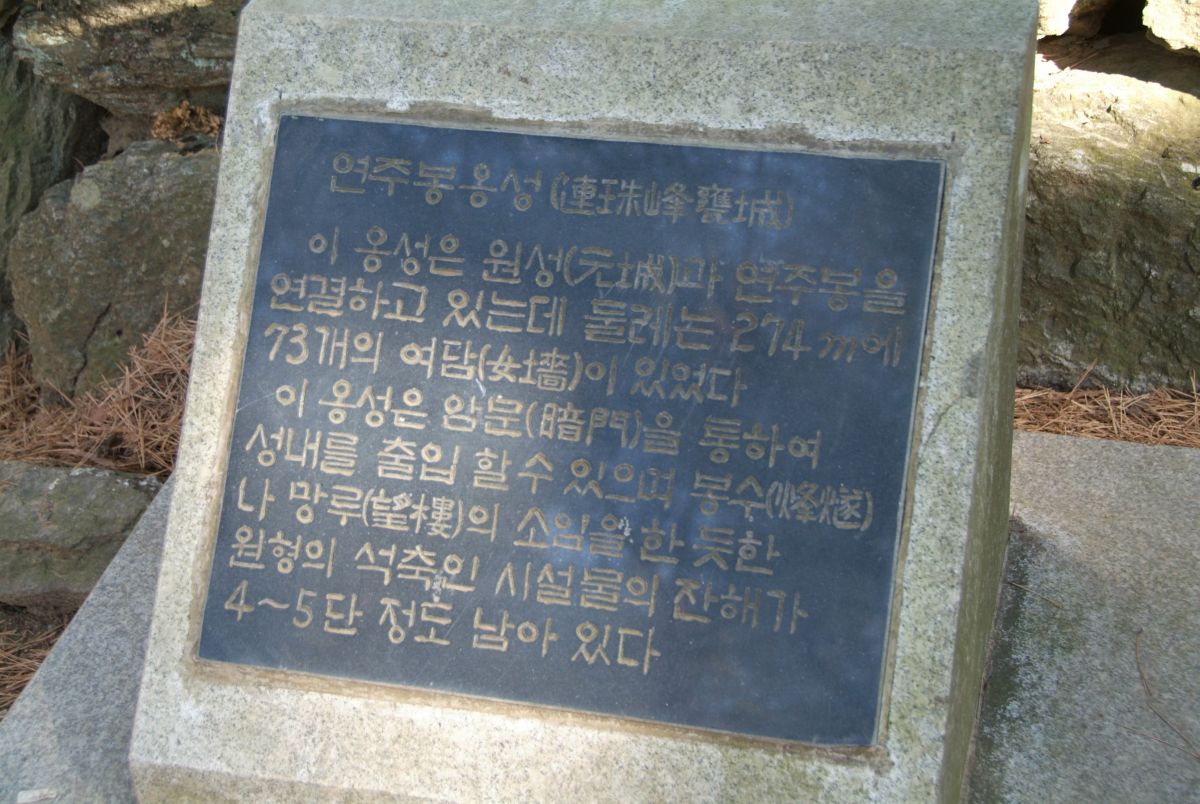 연주봉옹성(連珠峰甕城)
이 옹성은 원성(元城)과 연주봉을
연결하고 있는데 둘레는 274m에
73개의 여담(女墻)이 있었다
이 옹성은 암문(暗門)을 통하여
성내를 출입 할수 있으며 봉수(烽燧)
나 망루(望樓)의 소임을 한 듯한
원형의 석축인 시설물의 잔해가
4~5단 정도 남아 있다